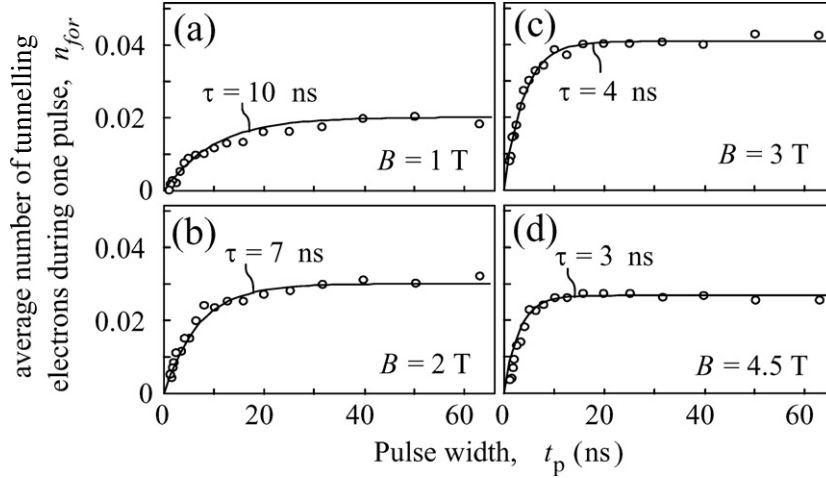 average number of tunnelling
electrons during one pulse, n_for
(a)
0.04
0.02
0
τ = 10 ns
B = 1 T
(c)
τ = 4 ns
B = 3 T
(b)
0.04
0.02
0
τ = 7 ns
B = 2 T
0 20 40 60
(d)
τ = 3 ns
B = 4.5 T
0 20 40 60
Pulse width, t_p (ns)